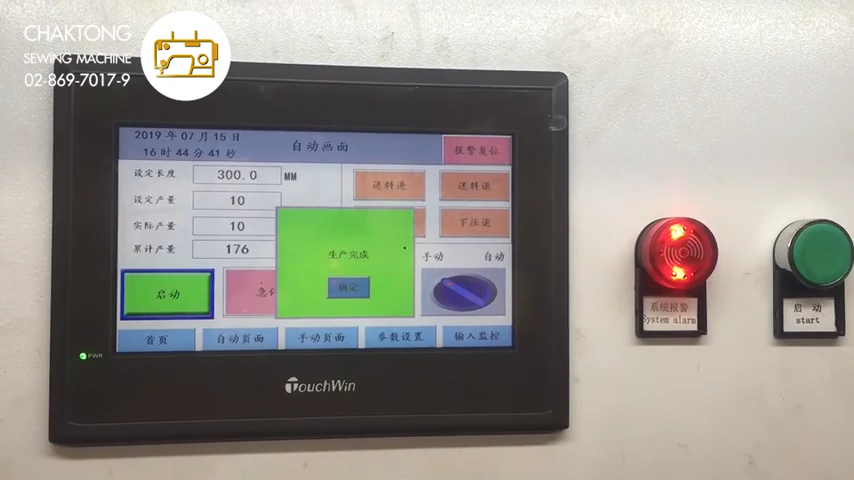 CHAKTONG
SEWING MACHINE
02-869-7017-9
2019 年 07 月 15 日
16 时 44 分 41 秒
自动画面
报警复位
设定长度 300.0 MM
送料进
送料退
设定产量 10
下压退
实际产量 10
累计产量 176
生产完成
确定
手动 自动
启动
急
首页
自动页面
手动页面
参数设置
输入监控
PWR
TouchWin
系统报警
System alarm
启 动
start